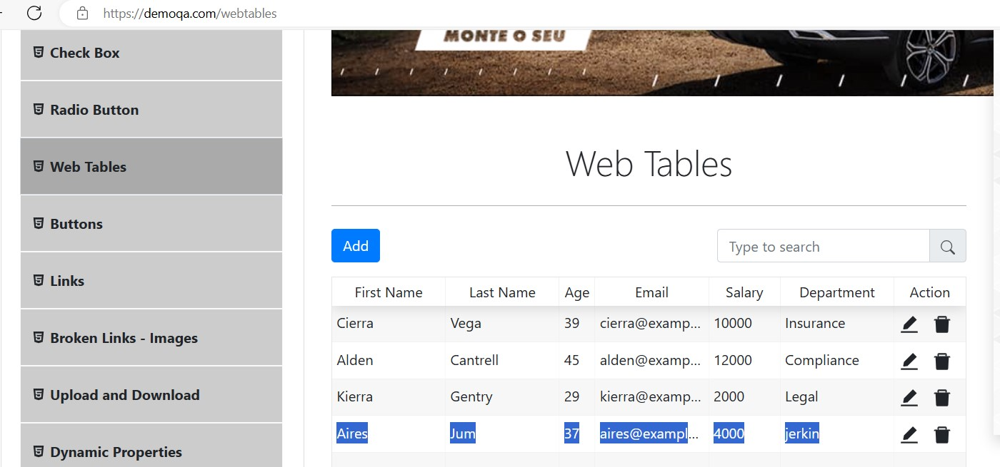 https://demoqa.com/webtables
MONTE O SEU
Check Box
Radio Button
Web Tables
Buttons
Links
Broken Links - Images
Upload and Download
Dynamic Properties
Web Tables
Add
Type to search
First Name Last Name Age Email Salary Department Action
Cierra Vega 39 cierra@examp... 10000 Insurance
Alden Cantrell 45 alden@examp... 12000 Compliance
Kierra Gentry 29 kierra@examp... 2000 Legal
Aires Jum 37 aires@exampl... 4000 jerkin